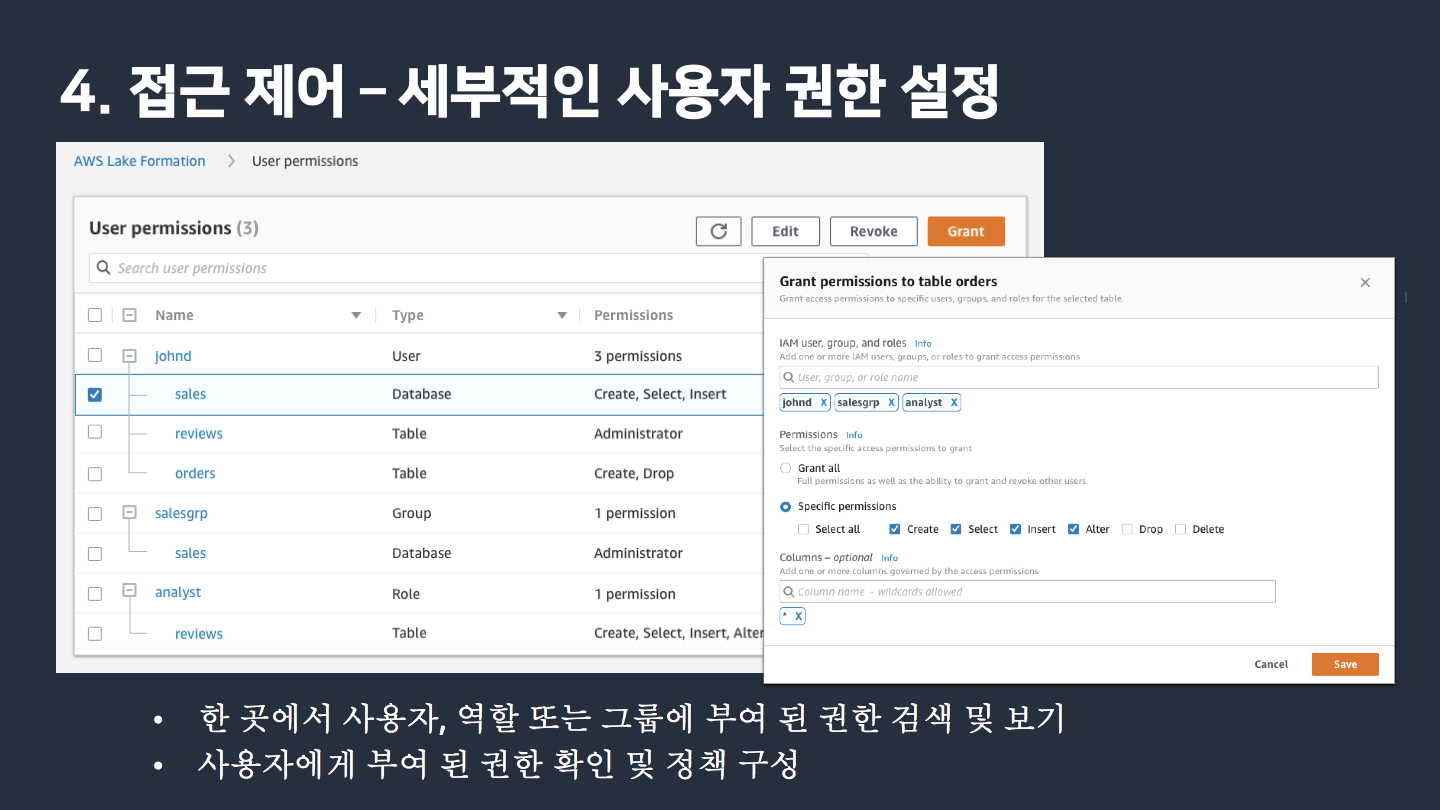 4. 접근 제어 – 세부적인 사용자 권한 설정
AWS Lake Formation > User permissions
User permissions (3)
Edit Revoke Grant
Search user permissions
Name Type Permissions
johnd User 3 permissions
sales Database Create, Select, Insert
reviews Table Administrator
orders Table Create, Drop
salesgrp Group 1 permission
sales Database Administrator
analyst Role 1 permission
reviews Table Create, Select, Insert, Alter
Grant permissions to table orders
Grant access permissions to specific users, groups, and roles for the selected table.
IAM user, group, and roles Info
Add one or more IAM users, groups, or roles to grant access permissions
User, group, or role name
johnd X salesgrp X analyst X
Permissions Info
Select the specific access permissions to grant
Grant all
Full permissions as well as the ability to grant and revoke other users.
Specific permissions
Select all Create Select Insert Alter Drop Delete
Columns – optional Info
Add one or more columns governed by the access permissions
Column name - wildcards allowed
* X
Cancel Save
• 한 곳에서 사용자, 역할 또는 그룹에 부여 된 권한 검색 및 보기
• 사용자에게 부여 된 권한 확인 및 정책 구성